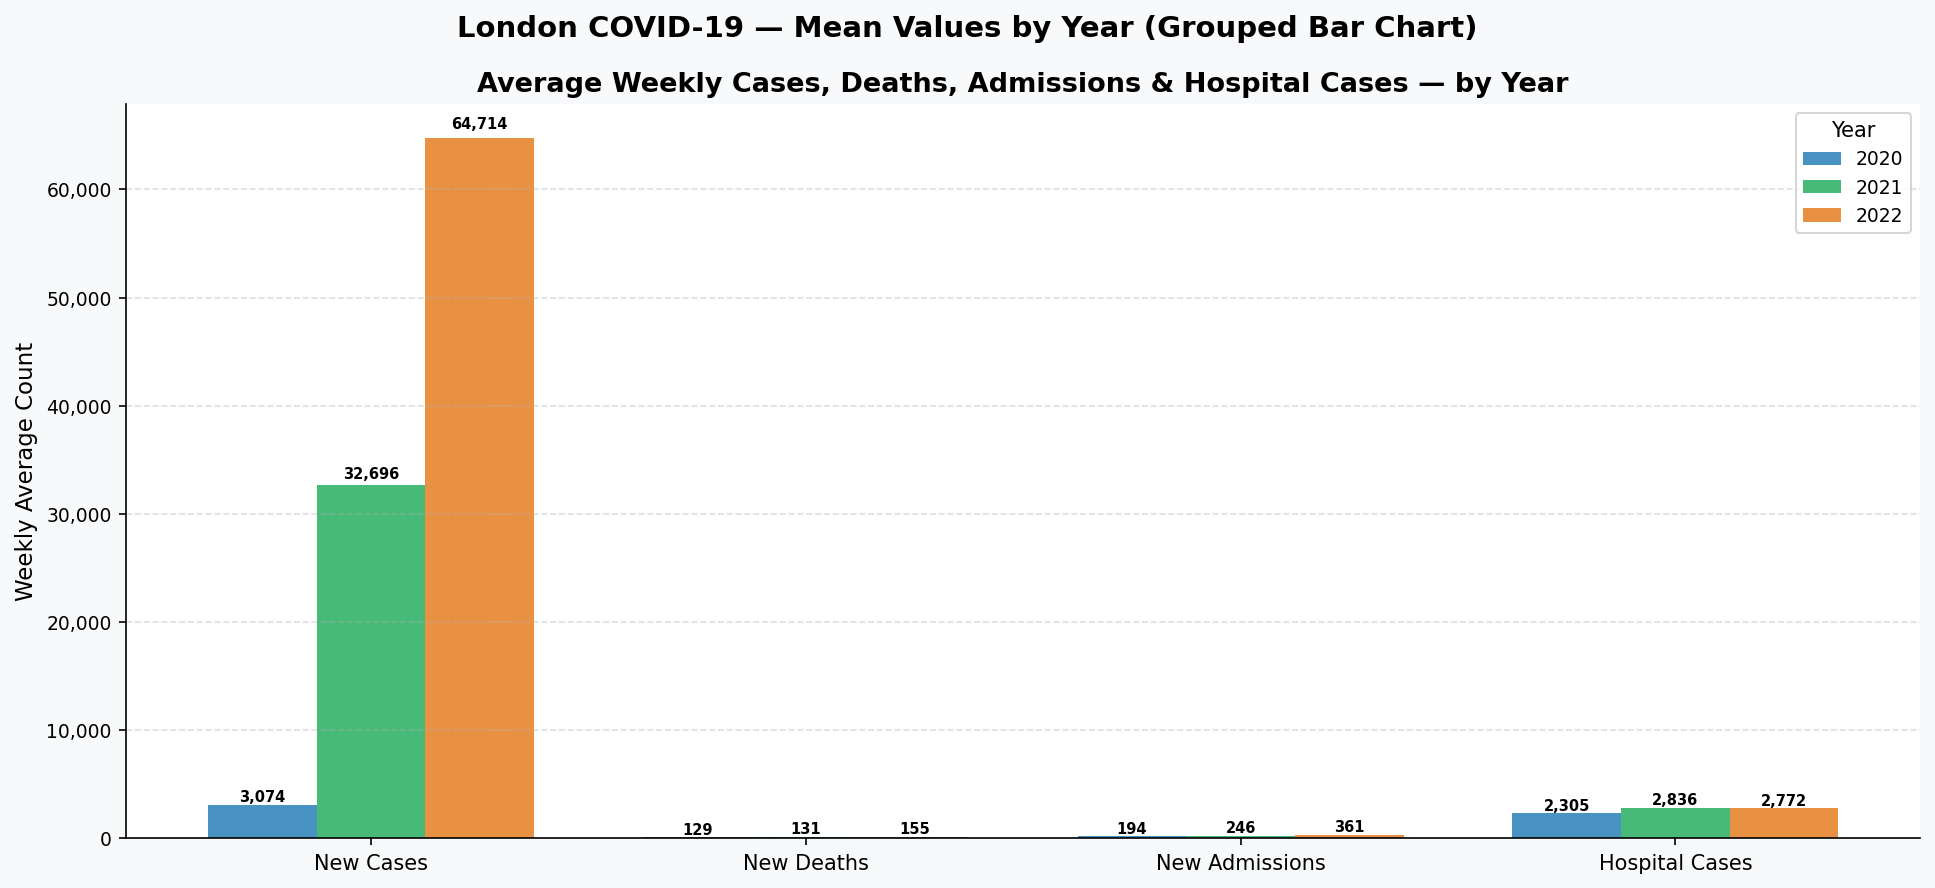 London COVID-19 — Mean Values by Year (Grouped Bar Chart)
Average Weekly Cases, Deaths, Admissions & Hospital Cases — by Year
Weekly Average Count
60,000
50,000
40,000
30,000
20,000
10,000
0
3,074
32,696
64,714
129
131
155
194
246
361
2,305
2,836
2,772
New Cases
New Deaths
New Admissions
Hospital Cases
Year
2020
2021
2022